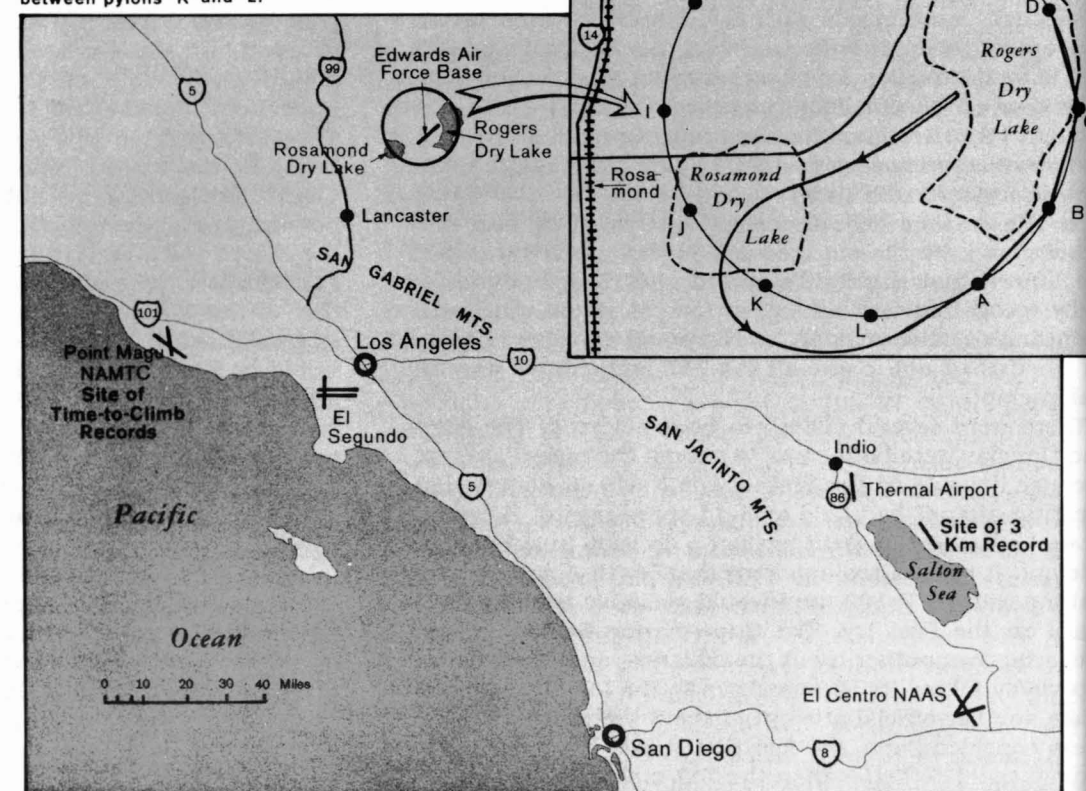 between pylons "K" and "L."
5
99
Edwards Air
Force Base
Rosamond
Dry Lake
Rogers
Dry Lake
Lancaster
SAN GABRIEL MTS.
101
Point Magu
NAMTC
Site of
Time-to-Climb
Records
Los Angeles
10
El
Segundo
5
SAN JACINTO MTS.
Indio
86
Thermal Airport
Site of 3
Km Record
Salton
Sea
Pacific
Ocean
0 10 20 30 40 Miles
El Centro NAAS
San Diego
8
14
D
Rogers
Dry
Lake
I
Rosa-
mond
Rosamond
Dry
Lake
J
B
K
L
A